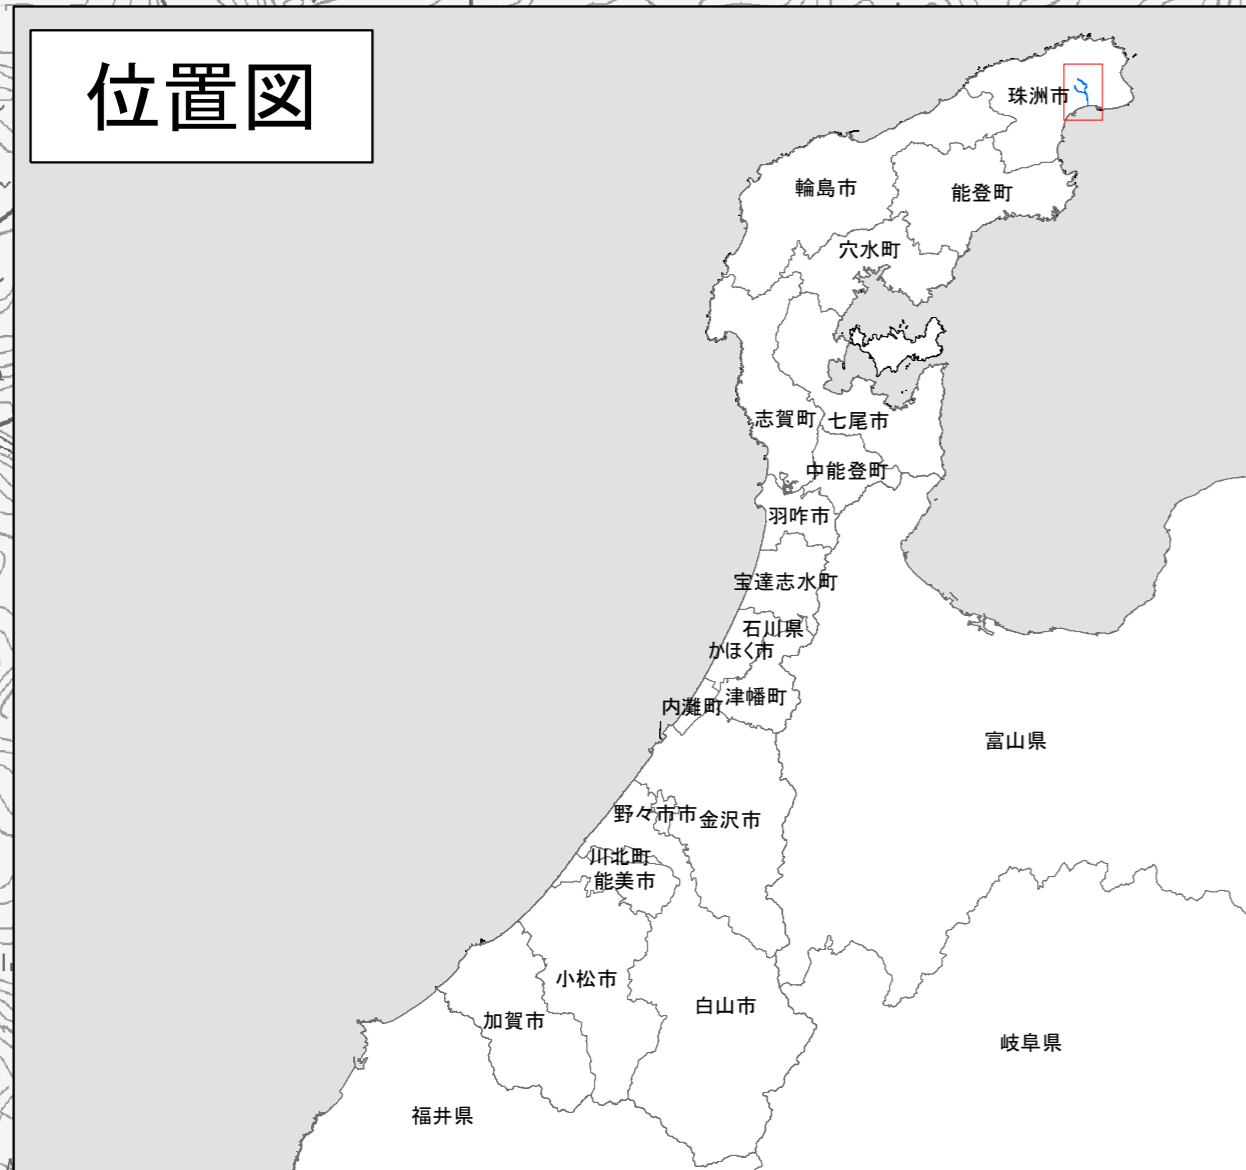 位置図
珠洲市
輪島市
能登町
穴水町
志賀町
七尾市
中能登町
羽咋市
宝達志水町
石川県
かほく市
津幡町
内灘町
富山県
野々市市
金沢市
川北町
能美市
小松市
白山市
加賀市
岐阜県
福井県